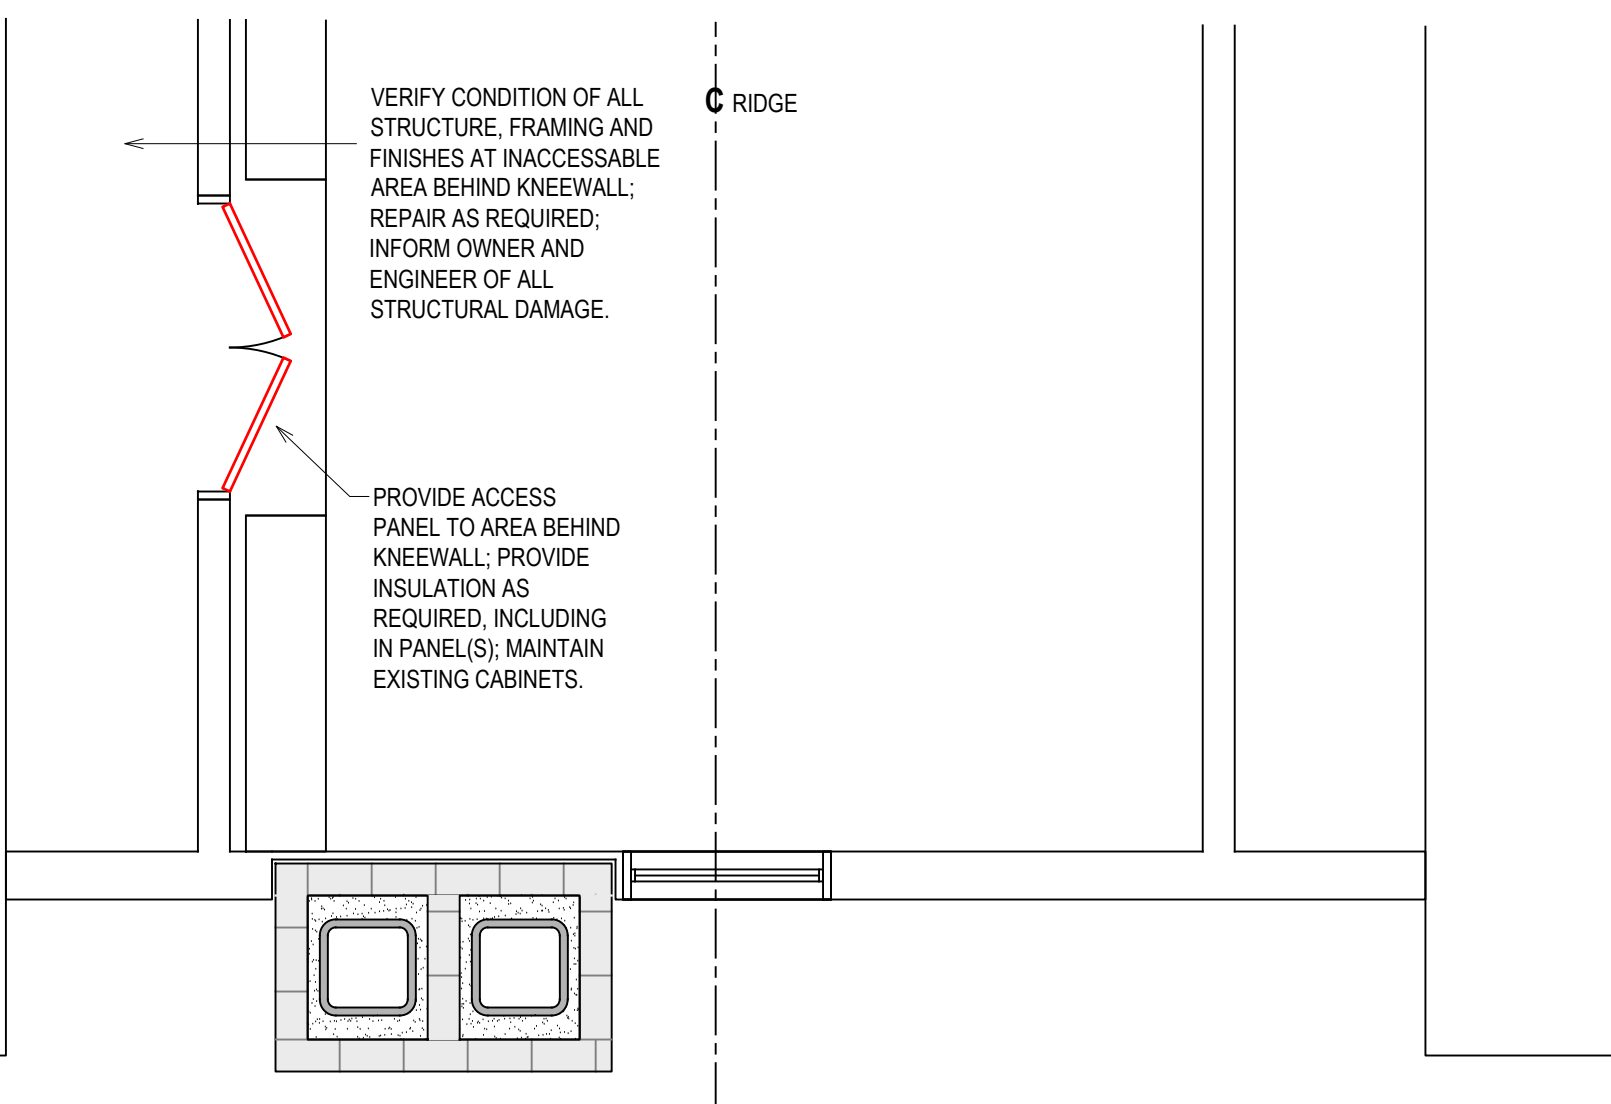 VERIFY CONDITION OF ALL
STRUCTURE, FRAMING AND
FINISHES AT INACCESSABLE
AREA BEHIND KNEEWALL;
REPAIR AS REQUIRED;
INFORM OWNER AND
ENGINEER OF ALL
STRUCTURAL DAMAGE.
℄ RIDGE
PROVIDE ACCESS
PANEL TO AREA BEHIND
KNEEWALL; PROVIDE
INSULATION AS
REQUIRED, INCLUDING
IN PANEL(S); MAINTAIN
EXISTING CABINETS.